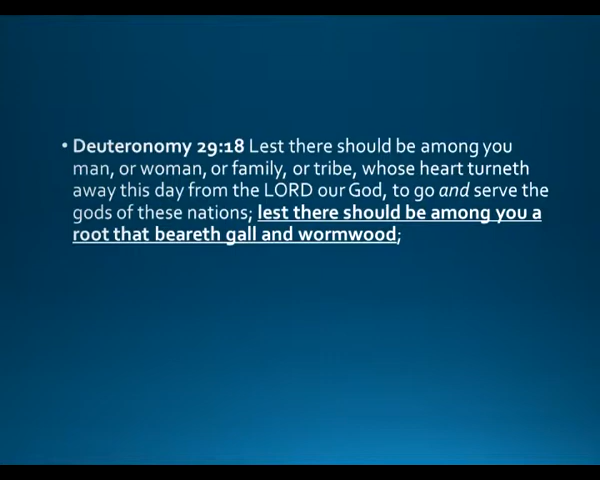 • Deuteronomy 29:18 Lest there should be among you
man, or woman, or family, or tribe, whose heart turneth
away this day from the LORD our God, to go and serve the
gods of these nations; lest there should be among you a
root that beareth gall and wormwood;